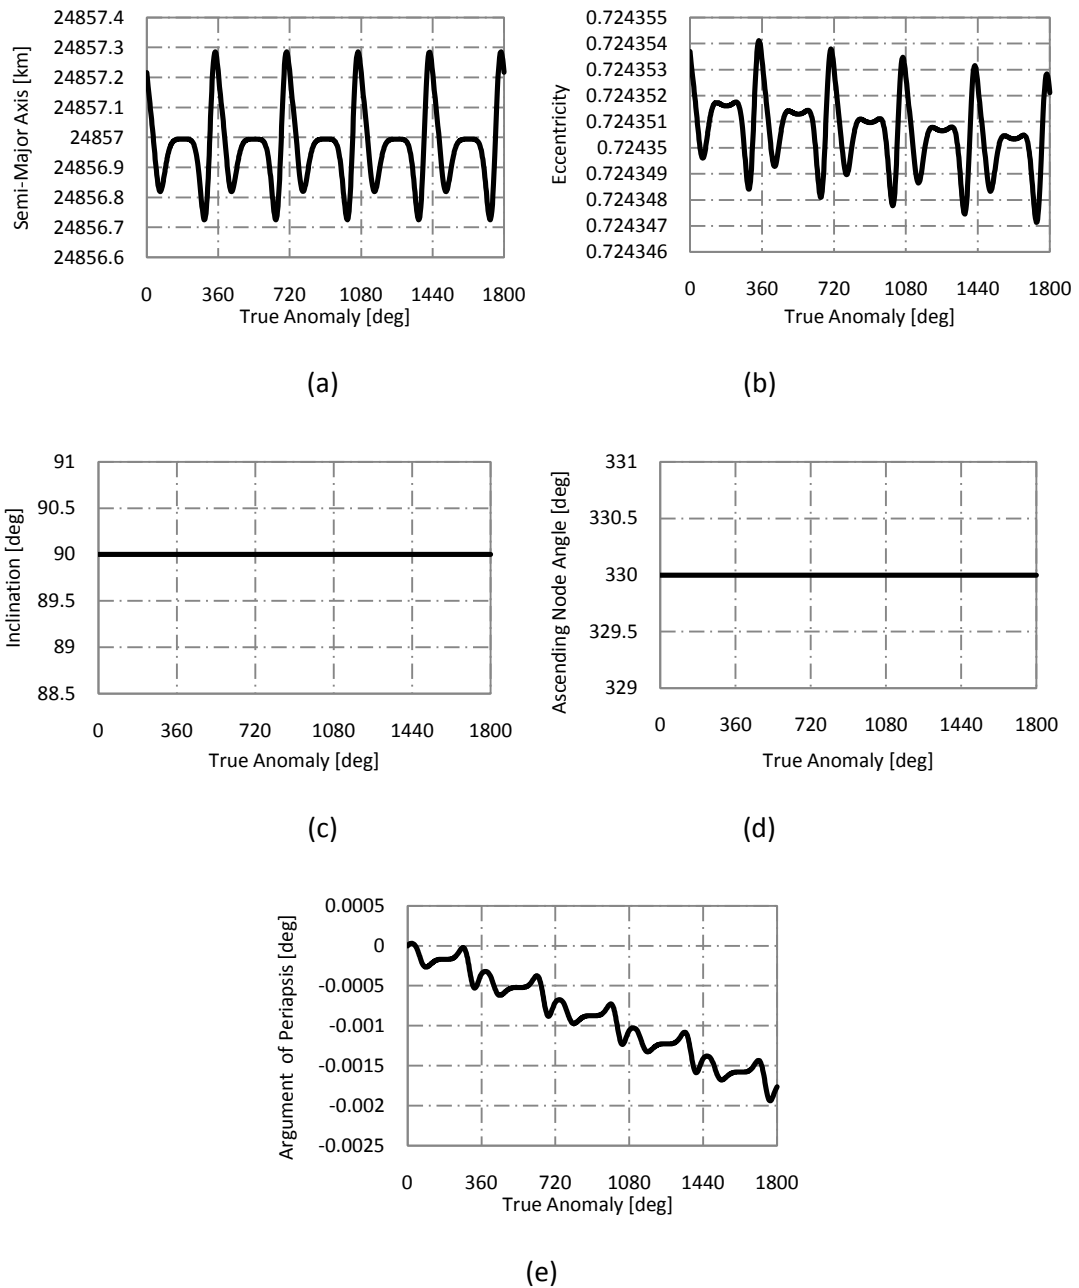 Semi-Major Axis [km]
24857.4
24857.3
24857.2
24857.1
24857
24856.9
24856.8
24856.7
24856.6
0 360 720 1080 1440 1800
True Anomaly [deg]
(a)
Eccentricity
0.724355
0.724354
0.724353
0.724352
0.724351
0.72435
0.724349
0.724348
0.724347
0.724346
0 360 720 1080 1440 1800
True Anomaly [deg]
(b)
Inclination [deg]
91
90.5
90
89.5
89
88.5
0 360 720 1080 1440 1800
True Anomaly [deg]
(c)
Ascending Node Angle [deg]
331
330.5
330
329.5
329
0 360 720 1080 1440 1800
True Anomaly [deg]
(d)
Argument of Periapsis [deg]
0.0005
0
-0.0005
-0.001
-0.0015
-0.002
-0.0025
0 360 720 1080 1440 1800
True Anomaly [deg]
(e)